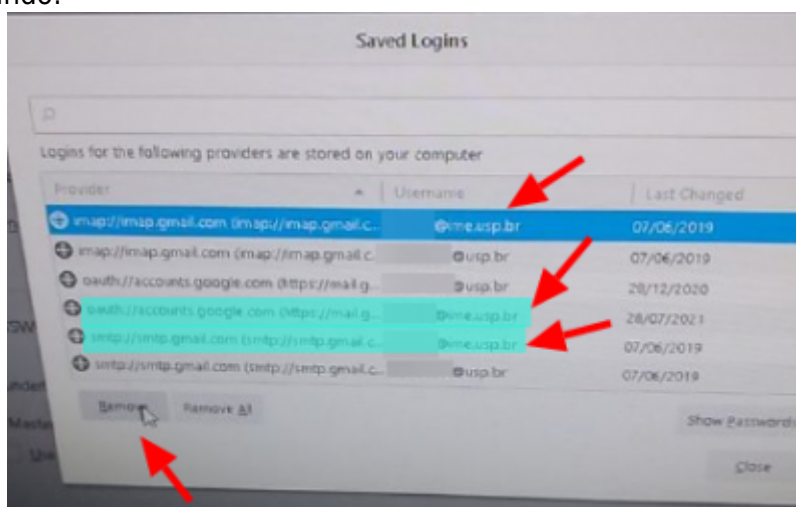 Saved Logins
Logins for the following providers are stored on your computer
Provider Username Last Changed
imap://imap.gmail.com (imap://imap.gmail.c... @ime.usp.br 07/06/2019
imap://imap.gmail.com (imap://imap.gmail.c... @usp.br 07/06/2019
oauth://accounts.google.com (https://mail.g... @usp.br 28/12/2020
oauth://accounts.google.com (https://mail.g... @ime.usp.br 28/07/2021
smtp://smtp.gmail.com (smtp://smtp.gmail.c... @ime.usp.br 07/06/2019
smtp://smtp.gmail.com (smtp://smtp.gmail.c... @usp.br 07/06/2019
Remove Remove All
Show Passwords
Close